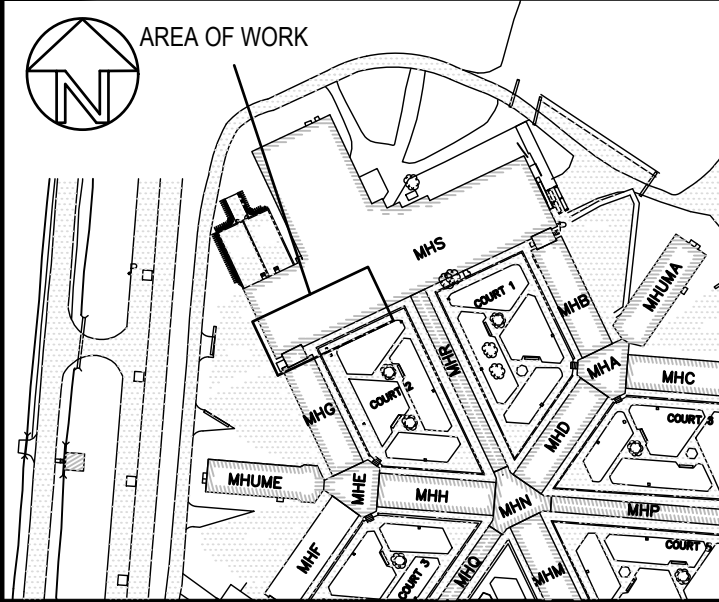 AREA OF WORK
N
MHS
MHUMA
COURT 1
MHB
MHR
MHA
MHC
COURT 2
MHG
COURT 3
MHD
MHUME
MHE
MHH
MHN
MHP
MHF
COURT 3
MHQ
MHM
COURT 5